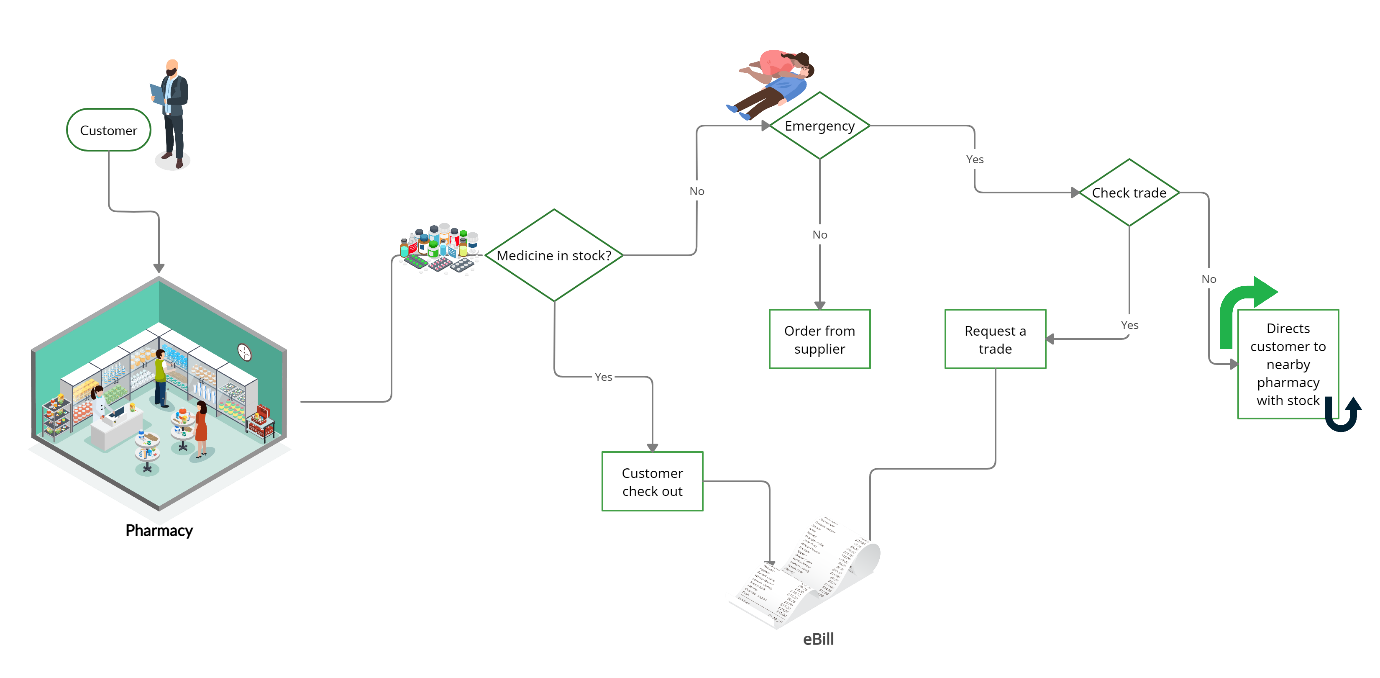 Customer
Pharmacy
Medicine in stock?
No
Yes
Emergency
No
Yes
Check trade
No
Yes
Order from
supplier
Request a
trade
Directs
customer to
nearby
pharmacy
with stock
Customer
check out
eBill